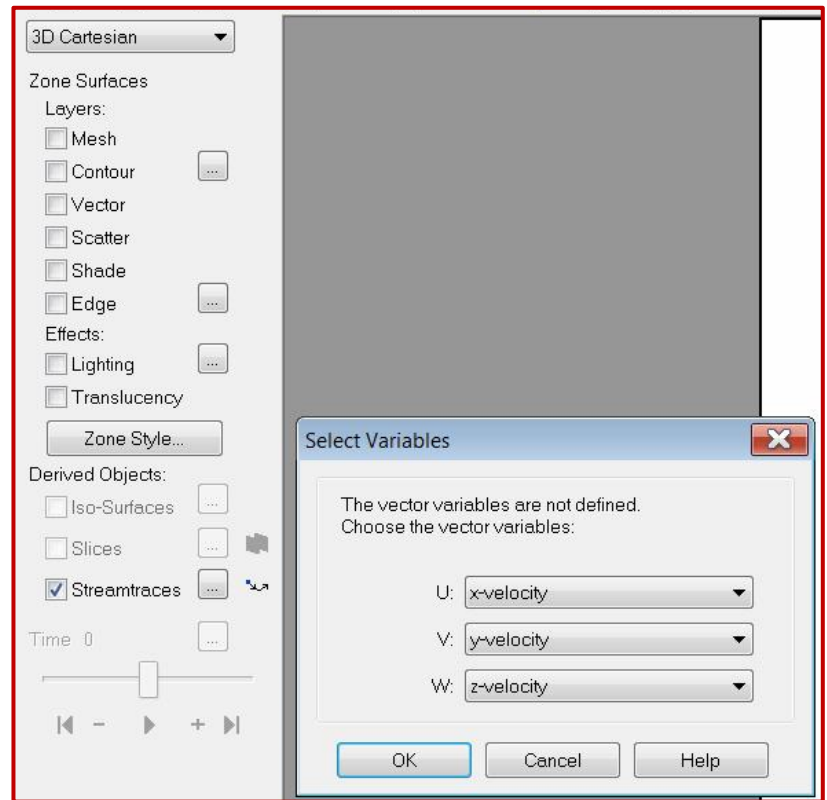 3D Cartesian
Zone Surfaces
Layers:
Mesh
Contour ...
Vector
Scatter
Shade
Edge ...
Effects:
Lighting ...
Translucency
Zone Style...
Derived Objects:
Iso-Surfaces ...
Slices ...
Streamtraces ...
Time 0 ...
Select Variables
The vector variables are not defined.
Choose the vector variables:
U: x-velocity
V: y-velocity
W: z-velocity
OK Cancel Help